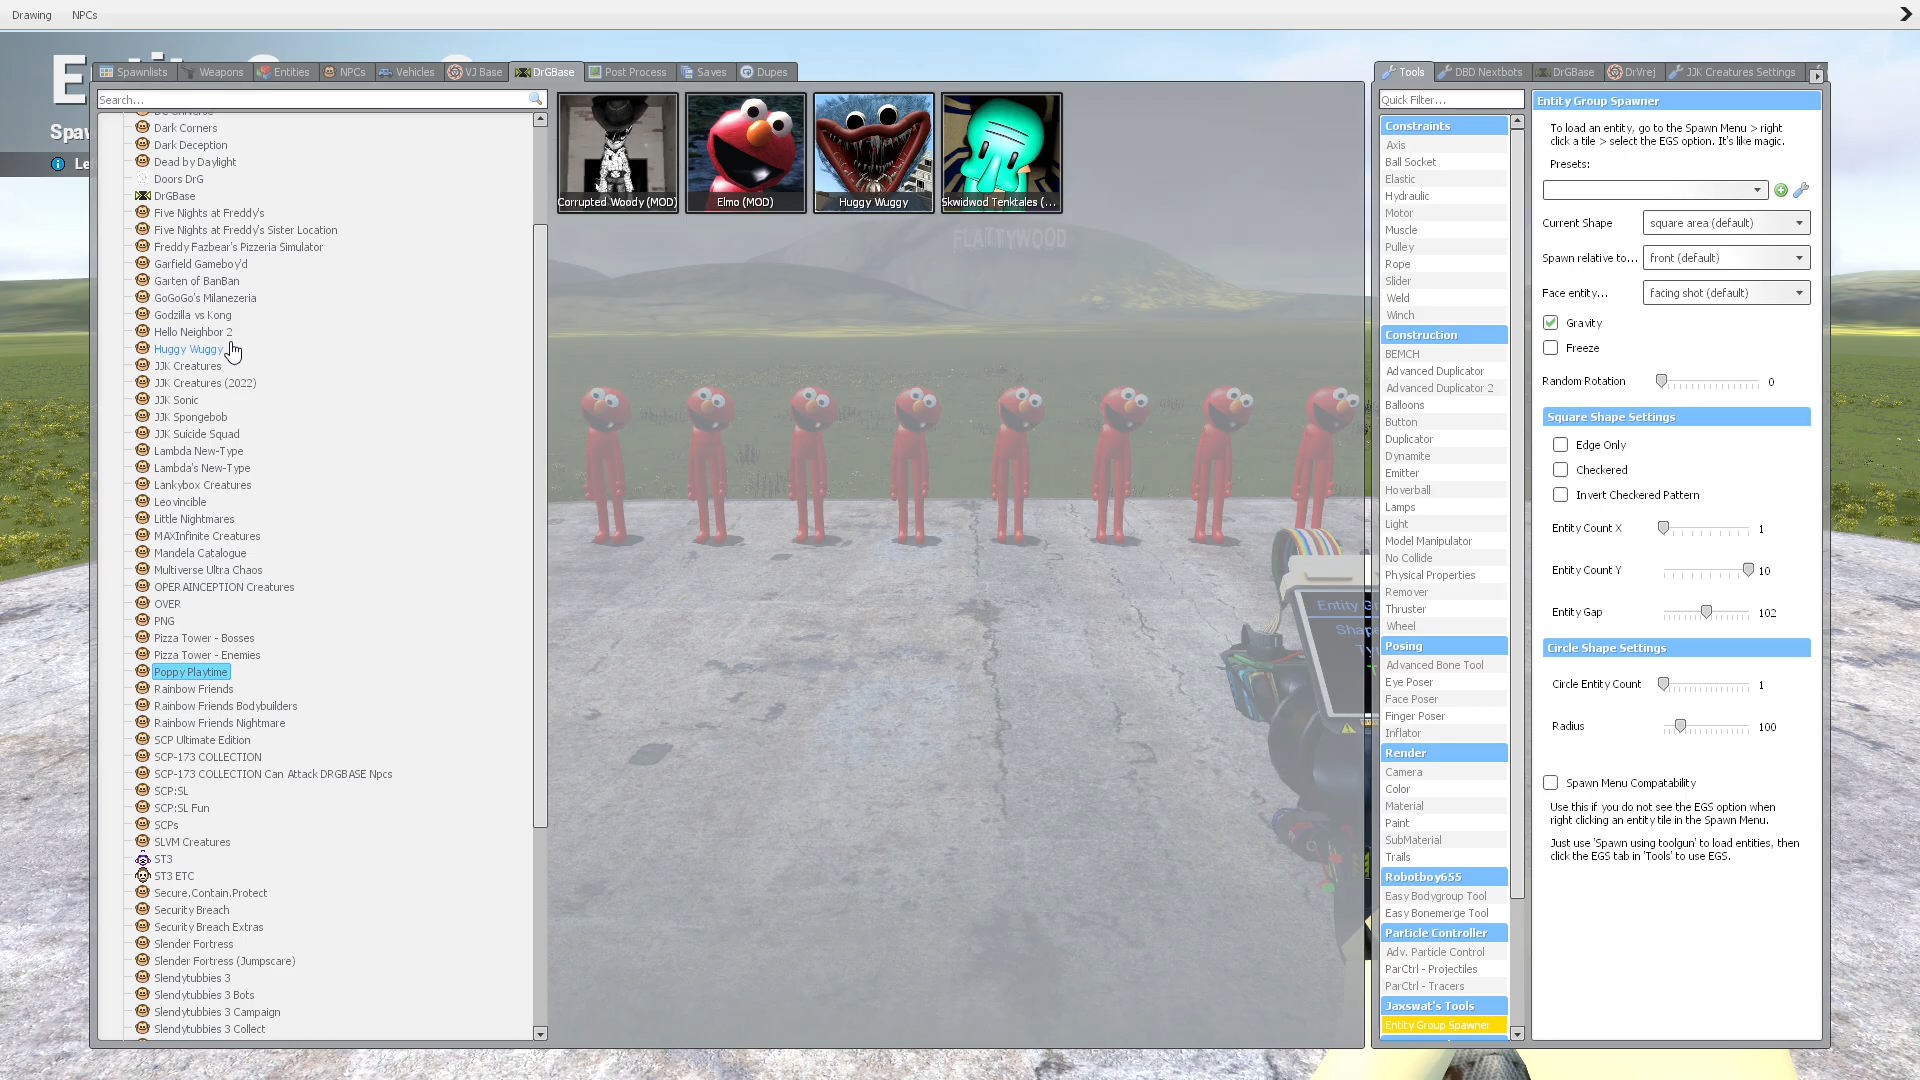 Drawing NPCs
Spawnlists Weapons Entities NPCs Vehicles VJ Base DrGBase Post Process Saves Dupes
Search...
Dark Corners
Dark Deception
Dead by Daylight
Doors DrG
DrGBase
Five Nights at Freddy's
Five Nights at Freddy's Sister Location
Freddy Fazbear's Pizzeria Simulator
Garfield Gameboy'd
Garten of BanBan
GoGoGo's Milanezeria
Godzilla vs Kong
Hello Neighbor 2
Huggy Wuggy
JJK Creatures
JJK Creatures (2022)
JJK Sonic
JJK Spongebob
JJK Suicide Squad
Lambda New-Type
Lambda's New-Type
Lankybox Creatures
Leovincible
Little Nightmares
MAXInfinite Creatures
Mandela Catalogue
Multiverse Ultra Chaos
OPERAINCEPTION Creatures
OVER
PNG
Pizza Tower - Bosses
Pizza Tower - Enemies
Poppy Playtime
Rainbow Friends
Rainbow Friends Bodybuilders
Rainbow Friends Nightmare
SCP Ultimate Edition
SCP-173 COLLECTION
SCP-173 COLLECTION Can Attack DRGBASE Npcs
SCP:SL
SCP:SL Fun
SCPs
SLVM Creatures
ST3
ST3 ETC
Secure.Contain.Protect
Security Breach
Security Breach Extras
Slender Fortress
Slender Fortress (Jumpscare)
Slendytubbies 3
Slendytubbies 3 Bots
Slendytubbies 3 Campaign
Slendytubbies 3 Collect
Corrupted Woody (MOD) Elmo (MOD) Huggy Wuggy Skwidwod Tenktales (...
FLATTYWOOD
Tools DBD Nextbots DrGBase DrVrej JJK Creatures Settings
Quick Filter...
Constraints
Axis
Ball Socket
Elastic
Hydraulic
Motor
Muscle
Pulley
Rope
Slider
Weld
Winch
Construction
BEMCH
Advanced Duplicator
Advanced Duplicator 2
Balloons
Button
Duplicator
Dynamite
Emitter
Hoverball
Lamps
Light
Model Manipulator
No Collide
Physical Properties
Remover
Thruster
Wheel
Posing
Advanced Bone Tool
Eye Poser
Face Poser
Finger Poser
Inflator
Render
Camera
Color
Material
Paint
SubMaterial
Trails
Robotboy655
Easy Bodygroup Tool
Easy Bonemerge Tool
Particle Controller
Adv. Particle Control
ParCtrl - Projectiles
ParCtrl - Tracers
Jaxswat's Tools
Entity Group Spawner
Entity Group Spawner
To load an entity, go to the Spawn Menu > right
click a tile > select the EGS option. It's like magic.
Presets:
Current Shape square area (default)
Spawn relative to... front (default)
Face entity... facing shot (default)
Gravity
Freeze
Random Rotation 0
Square Shape Settings
Edge Only
Checkered
Invert Checkered Pattern
Entity Count X 1
Entity Count Y 10
Entity Gap 102
Circle Shape Settings
Circle Entity Count 1
Radius 100
Spawn Menu Compatability
Use this if you do not see the EGS option when
right clicking an entity tile in the Spawn Menu.
Just use 'Spawn using toolgun' to load entities, then
click the EGS tab in 'Tools' to use EGS.